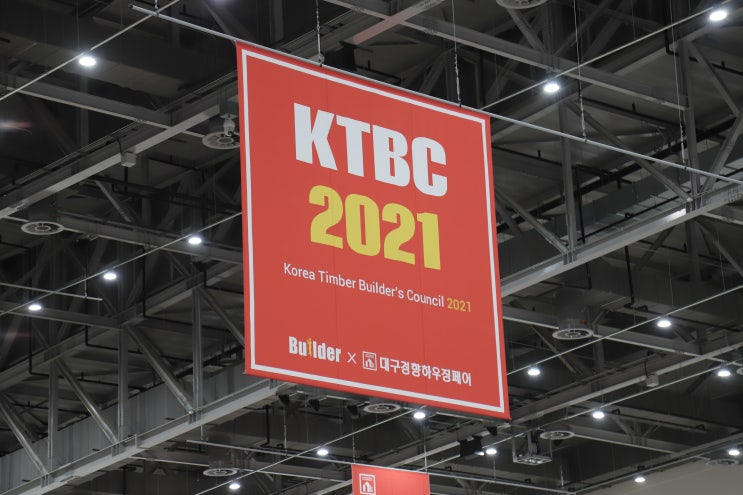 KTBC
2021
Korea Timber Builder's Council 2021
Builder × 대구경향하우징페어